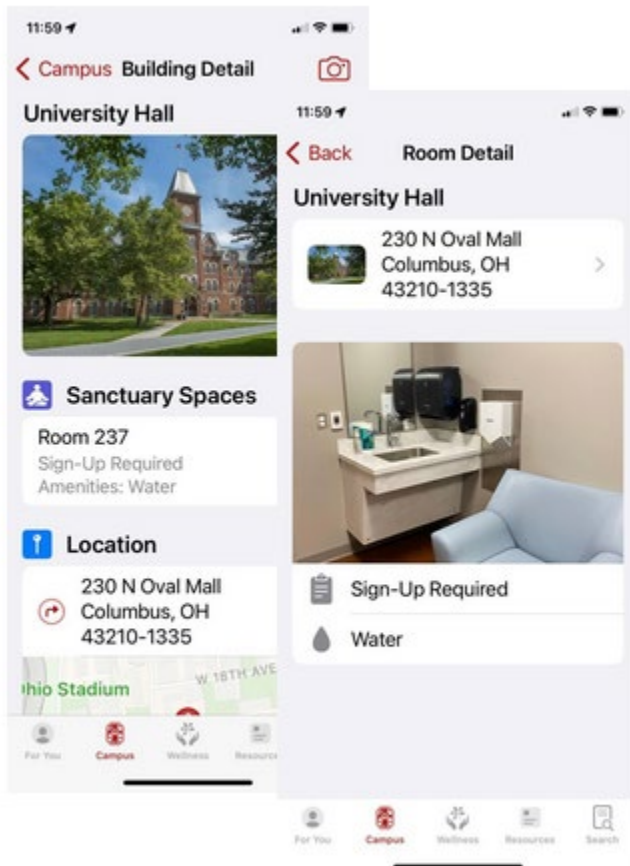 11:59
Campus Building Detail
University Hall
Sanctuary Spaces
Room 237
Sign-Up Required
Amenities: Water
Location
230 N Oval Mall
Columbus, OH
43210-1335
hio Stadium
W 18TH AVE
For You Campus Wellness Resource
11:59
Back Room Detail
University Hall
230 N Oval Mall
Columbus, OH
43210-1335
Sign-Up Required
Water
For You Campus Wellness Resources Search